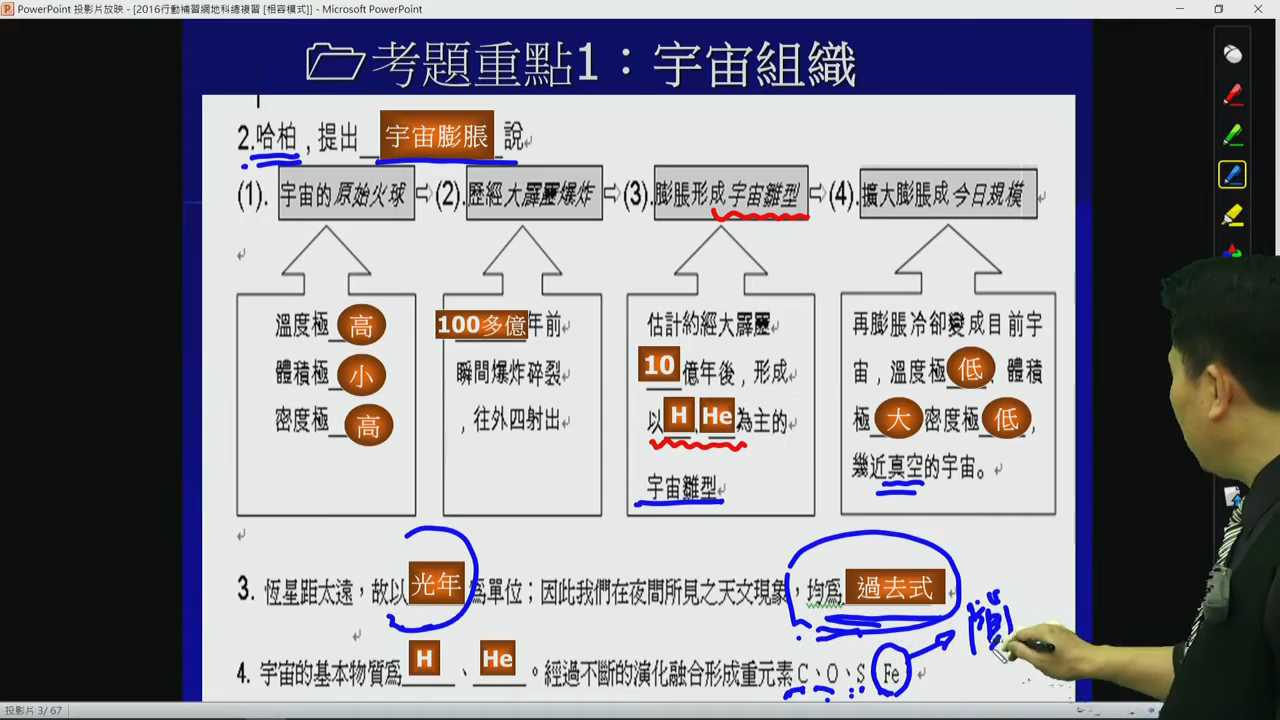 PowerPoint 投影片放映 - [2016行動補習網地科總複習 [相容模式]] - Microsoft PowerPoint
考題重點1：宇宙組織
2.哈柏，提出 宇宙膨脹 說
(1). 宇宙的原始火球 ⇨ (2). 歷經大霹靂爆炸 ⇨ (3). 膨脹形成宇宙雛型 ⇨ (4). 擴大膨脹成今日規模
溫度極 高
體積極 小
密度極 高
100多億 年前
瞬間爆炸碎裂
，往外四射出
估計約經大霹靂
10 億年後，形成
以 H、He 為主的
宇宙雛型
再膨脹冷卻變成目前宇
宙，溫度極 低、體積
極 大 密度極 低，
幾近真空的宇宙。
3. 恆星距太遠，故以 光年 為單位；因此我們在夜間所見之天文現象，均為 過去式
4. 宇宙的基本物質為 H、He。經過不斷的演化融合形成重元素 C、O、S Fe
投影片 3/67